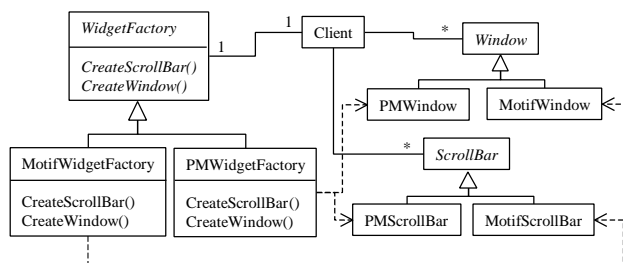 WidgetFactory
CreateScrollBar()
CreateWindow()
1
1
Client
*
Window
PMWindow
MotifWindow
*
ScrollBar
MotifWidgetFactory
CreateScrollBar()
CreateWindow()
PMWidgetFactory
CreateScrollBar()
CreateWindow()
PMScrollBar
MotifScrollBar